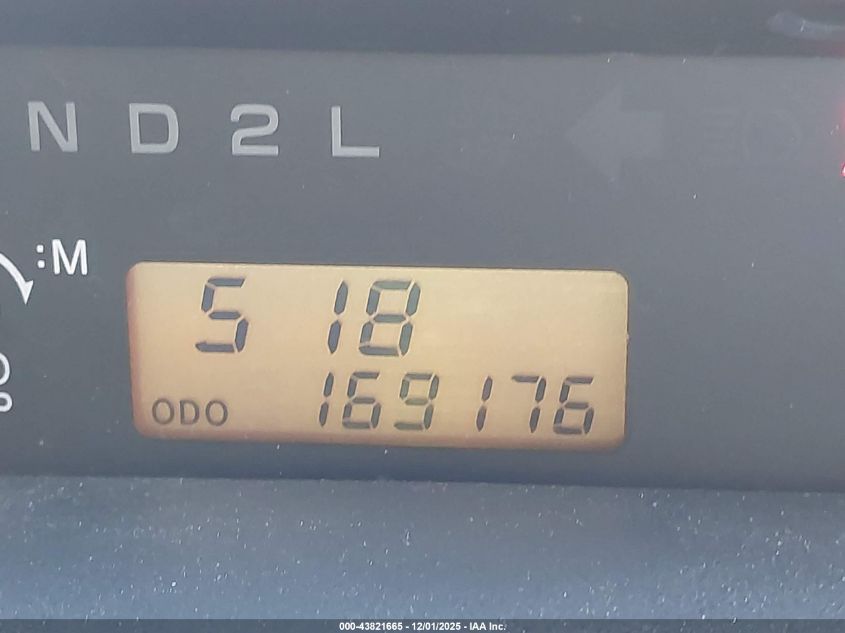 N D 2 L
:M
5 18
ODO 169176
000-43821665 - 12/01/2025 - IAA Inc.